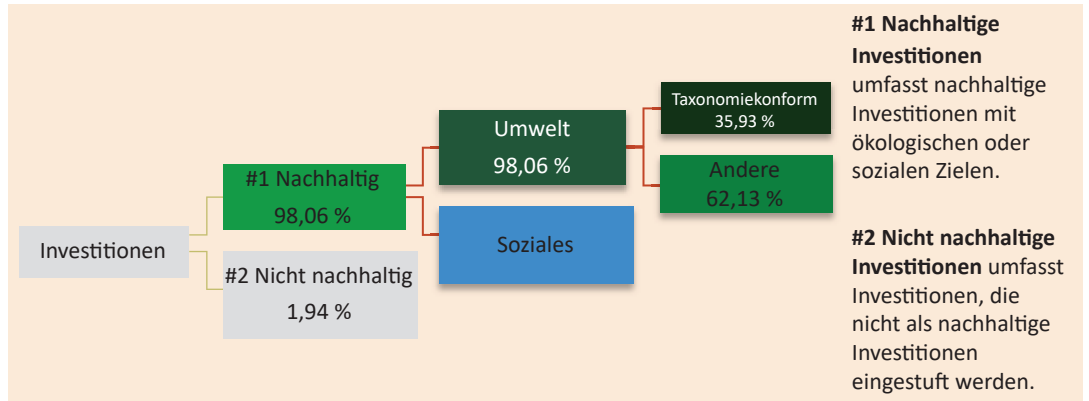 Investitionen
#1 Nachhaltig
98,06 %
#2 Nicht nachhaltig
1,94 %
Umwelt
98,06 %
Soziales
Taxonomiekonform
35,93 %
Andere
62,13 %
#1 Nachhaltige
Investitionen
umfasst nachhaltige
Investitionen mit
ökologischen oder
sozialen Zielen.
#2 Nicht nachhaltige
Investitionen umfasst
Investitionen, die
nicht als nachhaltige
Investitionen
eingestuft werden.